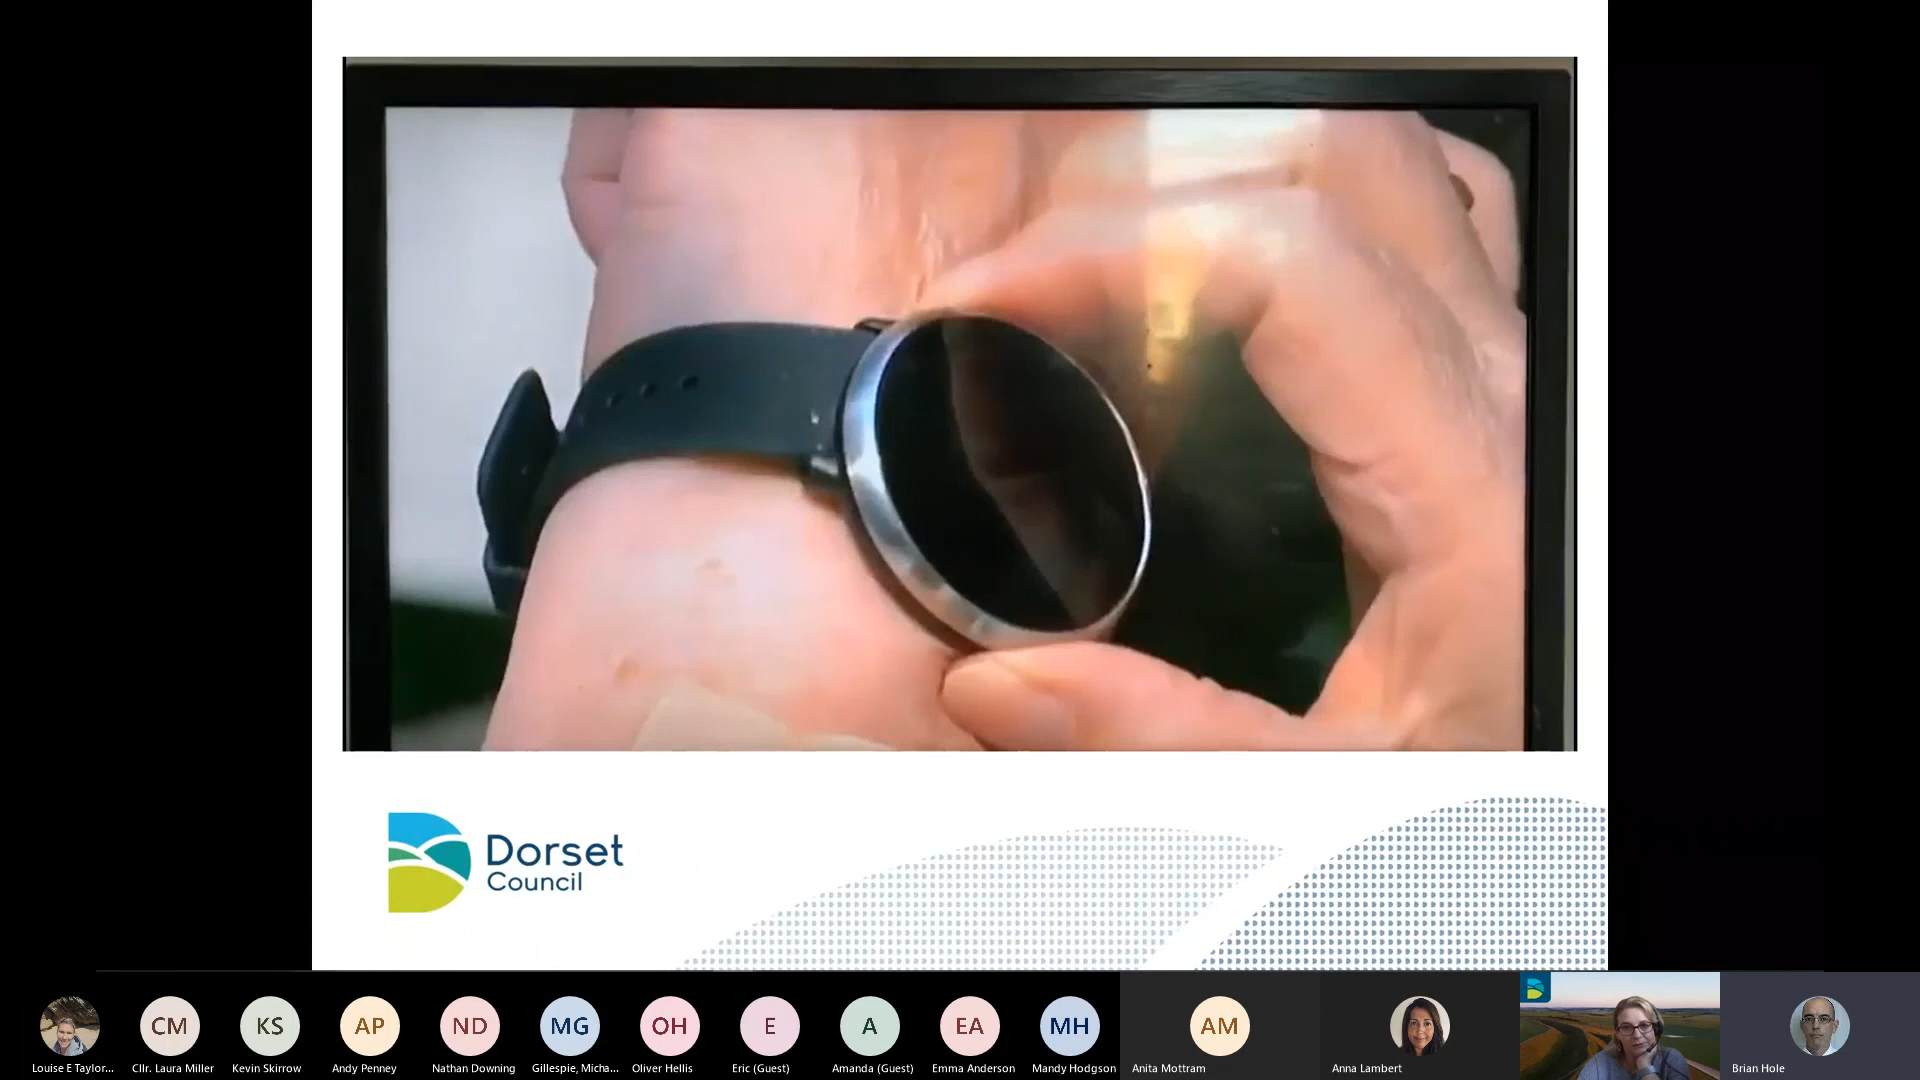 Dorset
Council
CM
KS
AP
ND
MG
OH
E
A
EA
MH
AM
Louise E Taylor...
Cllr. Laura Miller
Kevin Skirrow
Andy Penney
Nathan Downing
Gillespie, Micha...
Oliver Hellis
Eric (Guest)
Amanda (Guest)
Emma Anderson
Mandy Hodgson
Anita Mottram
Anna Lambert
Brian Hole